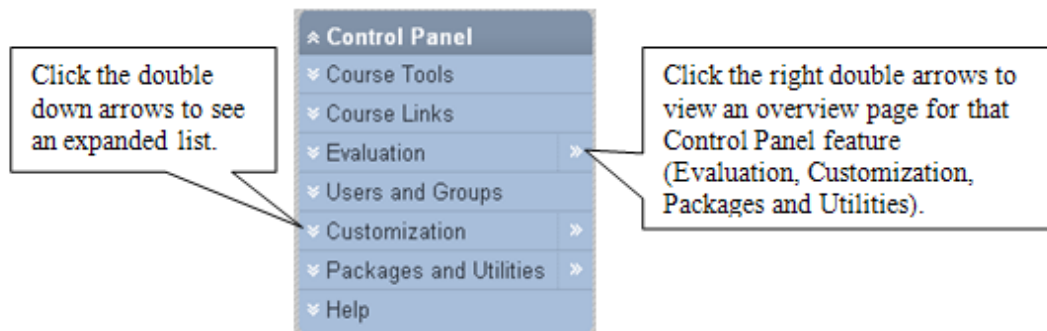 Click the double
down arrows to see
an expanded list.
Control Panel
Course Tools
Course Links
Evaluation
Users and Groups
Customization
Packages and Utilities
Help
Click the right double arrows to
view an overview page for that
Control Panel feature
(Evaluation, Customization,
Packages and Utilities).